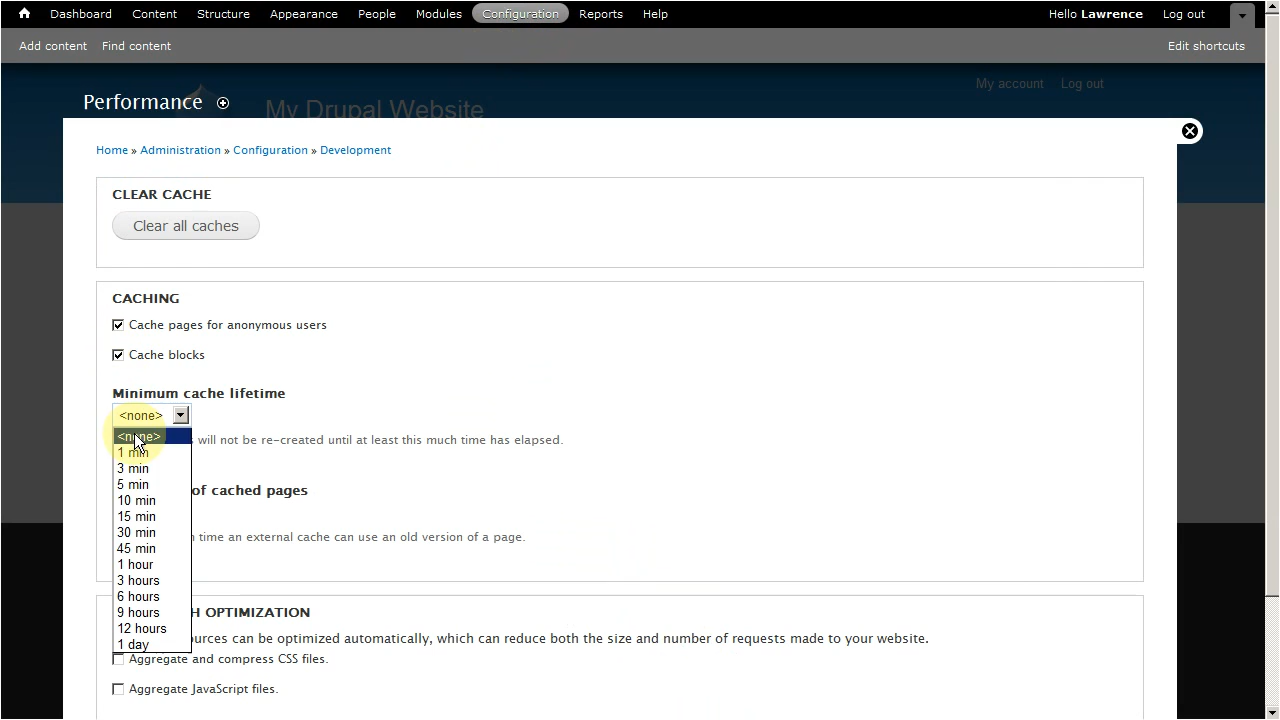 Dashboard Content Structure Appearance People Modules Configuration Reports Help Hello Lawrence Log out
Add content Find content Edit shortcuts
My account Log out
Performance
My Drupal Website
Home » Administration » Configuration » Development
CLEAR CACHE
Clear all caches
CACHING
Cache pages for anonymous users
Cache blocks
Minimum cache lifetime
<none>
<none>
will not be re-created until at least this much time has elapsed.
1 min
3 min
5 min
of cached pages
10 min
15 min
30 min
time an external cache can use an old version of a page.
45 min
1 hour
3 hours
6 hours
9 hours
H OPTIMIZATION
12 hours
urces can be optimized automatically, which can reduce both the size and number of requests made to your website.
1 day
Aggregate and compress CSS files.
Aggregate JavaScript files.